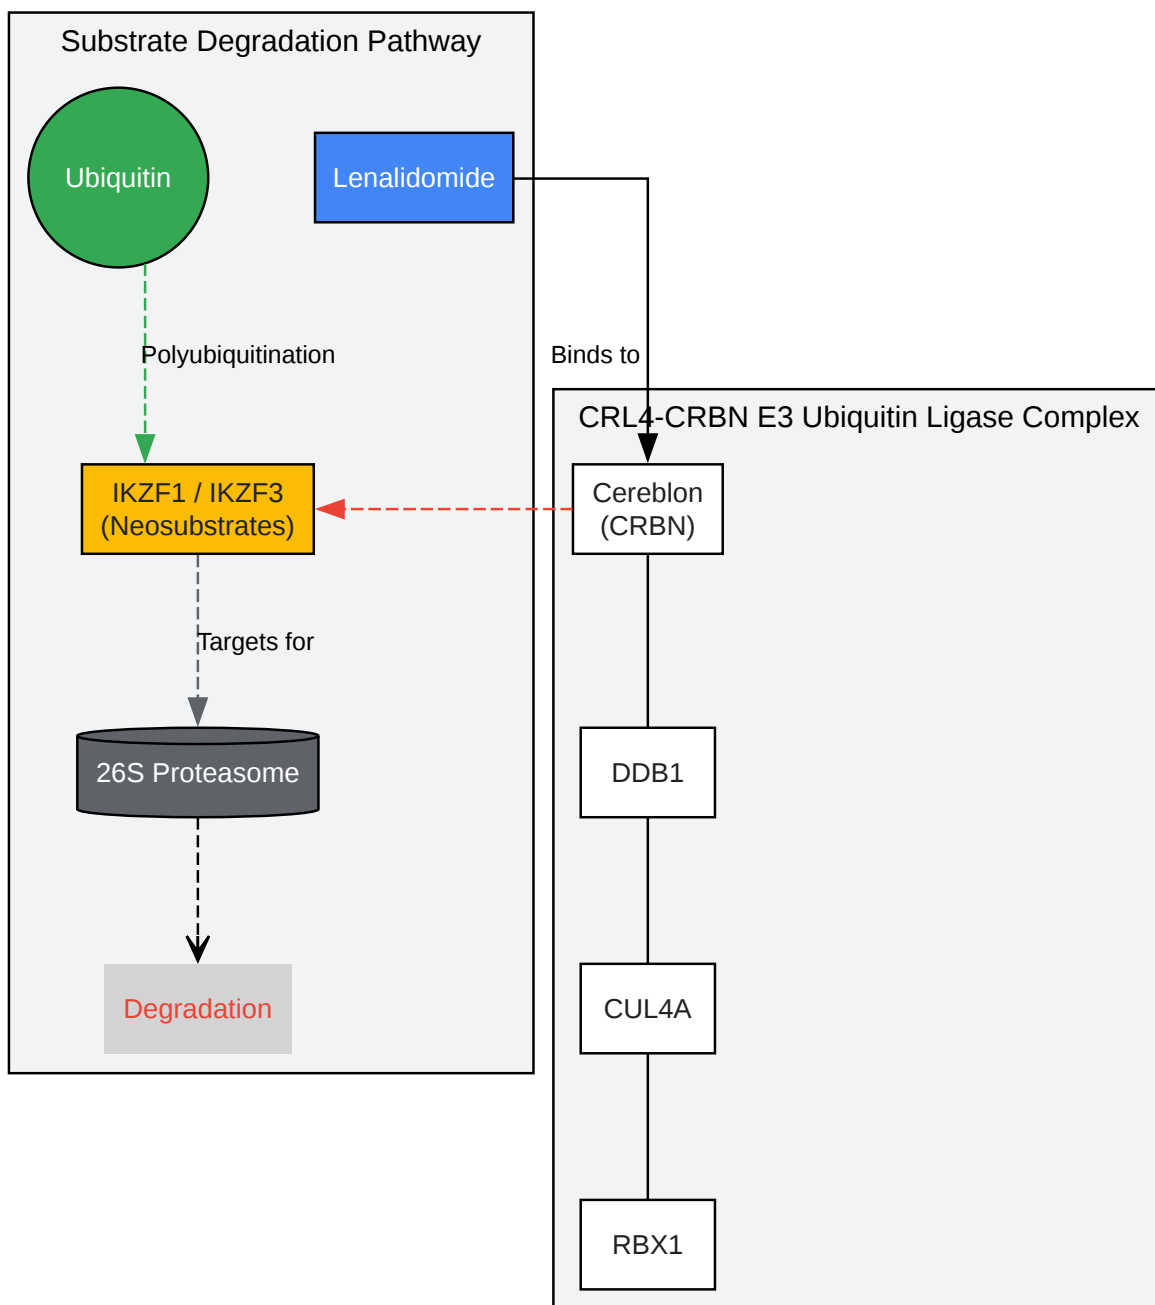 Substrate Degradation Pathway
Ubiquitin
Lenalidomide
Polyubiquitination
Binds to
CRL4-CRBN E3 Ubiquitin Ligase Complex
IKZF1 / IKZF3
(Neosubstrates)
Cereblon
(CRBN)
Targets for
26S Proteasome
DDB1
Degradation
CUL4A
RBX1